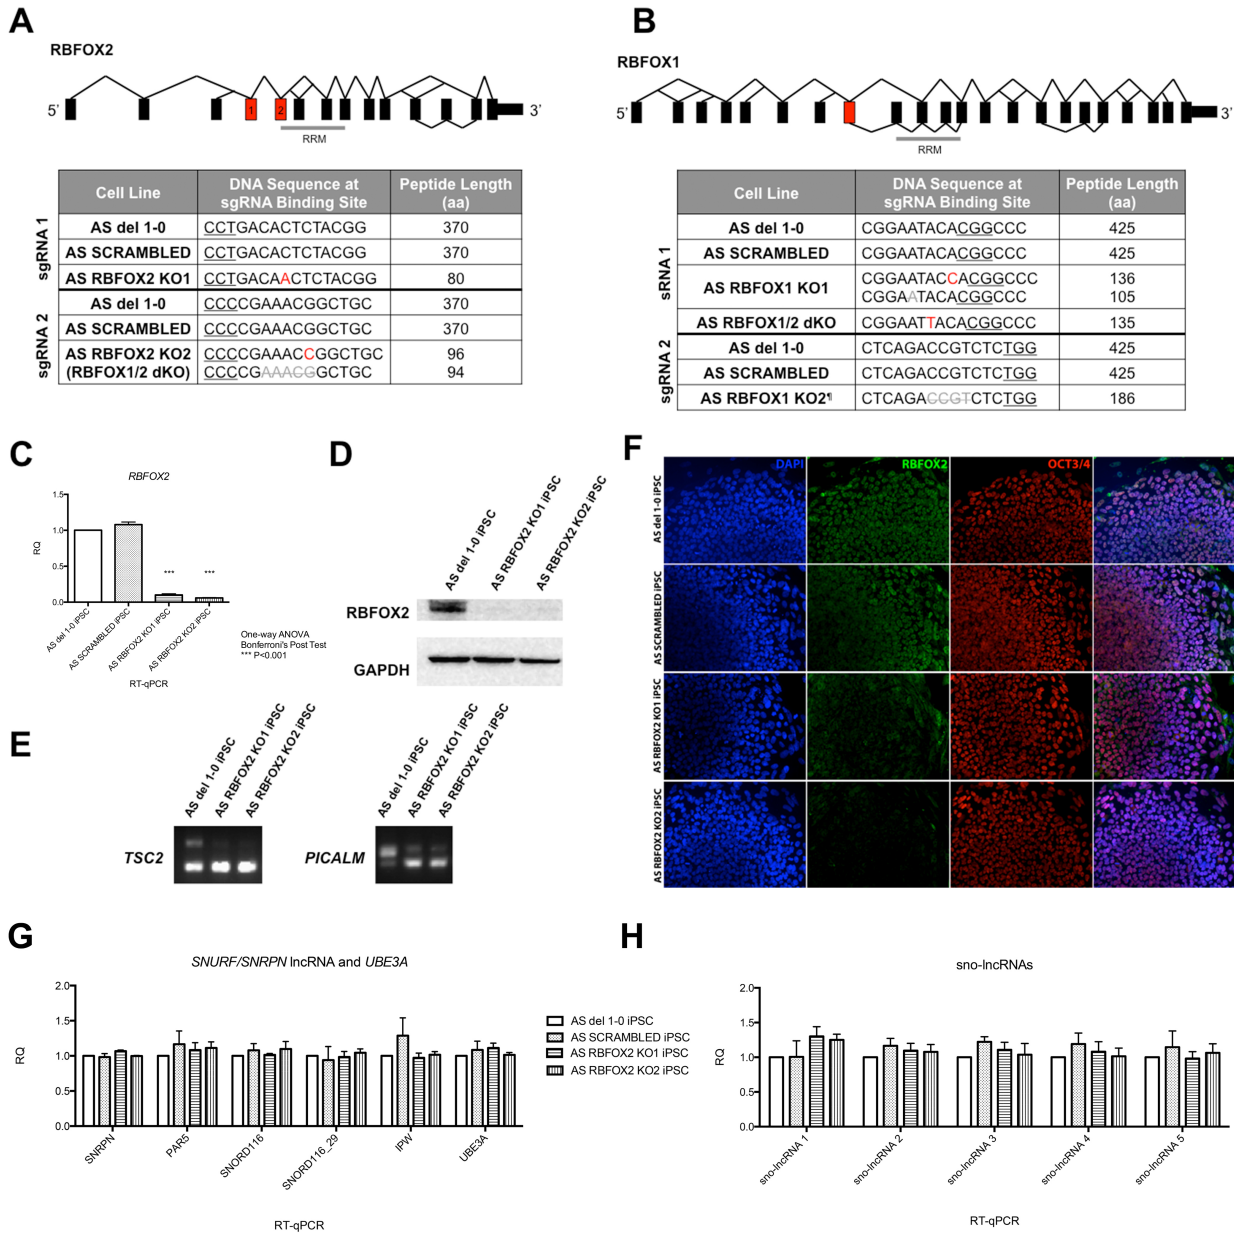 A
RBFOX2
5'
1
2
3'
RRM
Cell Line
DNA Sequence at
sgRNA Binding Site
Peptide Length
(aa)
sgRNA 1
AS del 1-0
CCTGACACTCTACGG
370
AS SCRAMBLED
CCTGACACTCTACGG
370
AS RBFOX2 KO1
CCTGACAACTCTACGG
80
sgRNA 2
AS del 1-0
CCCCGAAACGGCTGC
370
AS SCRAMBLED
CCCCGAAACGGCTGC
370
AS RBFOX2 KO2
(RBFOX1/2 dKO)
CCCCGAAACCGGCTGC
96
CCCCGAAACGGCTGC
94
B
RBFOX1
5'
3'
RRM
Cell Line
DNA Sequence at
sgRNA Binding Site
Peptide Length
(aa)
sRNA 1
AS del 1-0
CGGAATACACGGCCC
425
AS SCRAMBLED
CGGAATACACGGCCC
425
AS RBFOX1 KO1
CGGAATACCACGGCCC
136
CGGAATACACGGCCC
105
AS RBFOX1/2 dKO
CGGAATTACACGGCCC
135
sgRNA 2
AS del 1-0
CTCAGACCGTCTCTGG
425
AS SCRAMBLED
CTCAGACCGTCTCTGG
425
AS RBFOX1 KO2¶
CTCAGACCGTCTCTGG
186
C
RBFOX2
RQ
1.5
1.0
0.5
0.0
***
***
AS del 1-0 iPSC
AS SCRAMBLED iPSC
AS RBFOX2 KO1 iPSC
AS RBFOX2 KO2 iPSC
RT-qPCR
One-way ANOVA
Bonferroni's Post Test
*** P<0.001
D
AS del 1-0 iPSC
AS RBFOX2 KO1 iPSC
AS RBFOX2 KO2 iPSC
RBFOX2
GAPDH
E
AS del 1-0 iPSC
AS RBFOX2 KO1 iPSC
AS RBFOX2 KO2 iPSC
TSC2
AS del 1-0 iPSC
AS RBFOX2 KO1 iPSC
AS RBFOX2 KO2 iPSC
PICALM
F
DAPI
RBFOX2
OCT3/4
AS del 1-0 iPSC
AS SCRAMBLED iPSC
AS RBFOX2 KO1 iPSC
AS RBFOX2 KO2 iPSC
G
SNURF/SNRPN lncRNA and UBE3A
RQ
2.0
1.5
1.0
0.5
0.0
SNRPN
PAR5
SNORD116
SNORD116_29
IPW
UBE3A
RT-qPCR
AS del 1-0 iPSC
AS SCRAMBLED iPSC
AS RBFOX2 KO1 iPSC
AS RBFOX2 KO2 iPSC
H
sno-lncRNAs
RQ
2.0
1.5
1.0
0.5
0.0
sno-lncRNA 1
sno-lncRNA 2
sno-lncRNA 3
sno-lncRNA 4
sno-lncRNA 5
RT-qPCR